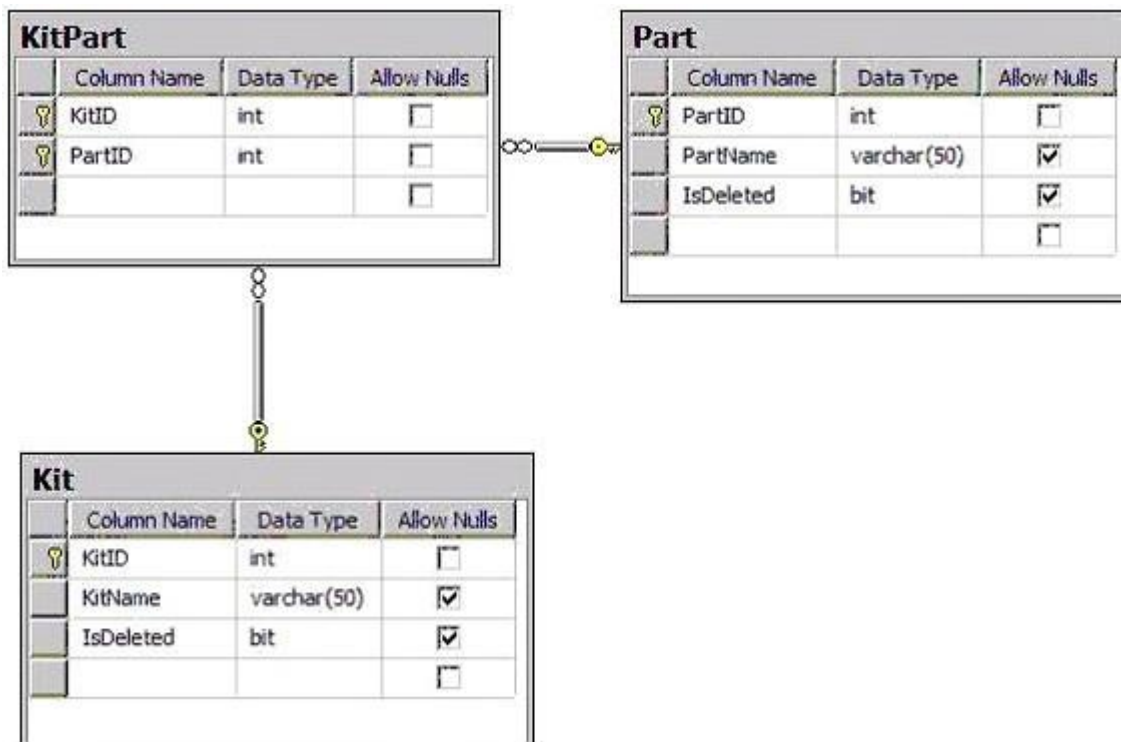 KitPart
Column Name Data Type Allow Nulls
KitID int
PartID int
Part
Column Name Data Type Allow Nulls
PartID int
PartName varchar(50)
IsDeleted bit
Kit
Column Name Data Type Allow Nulls
KitID int
KitName varchar(50)
IsDeleted bit